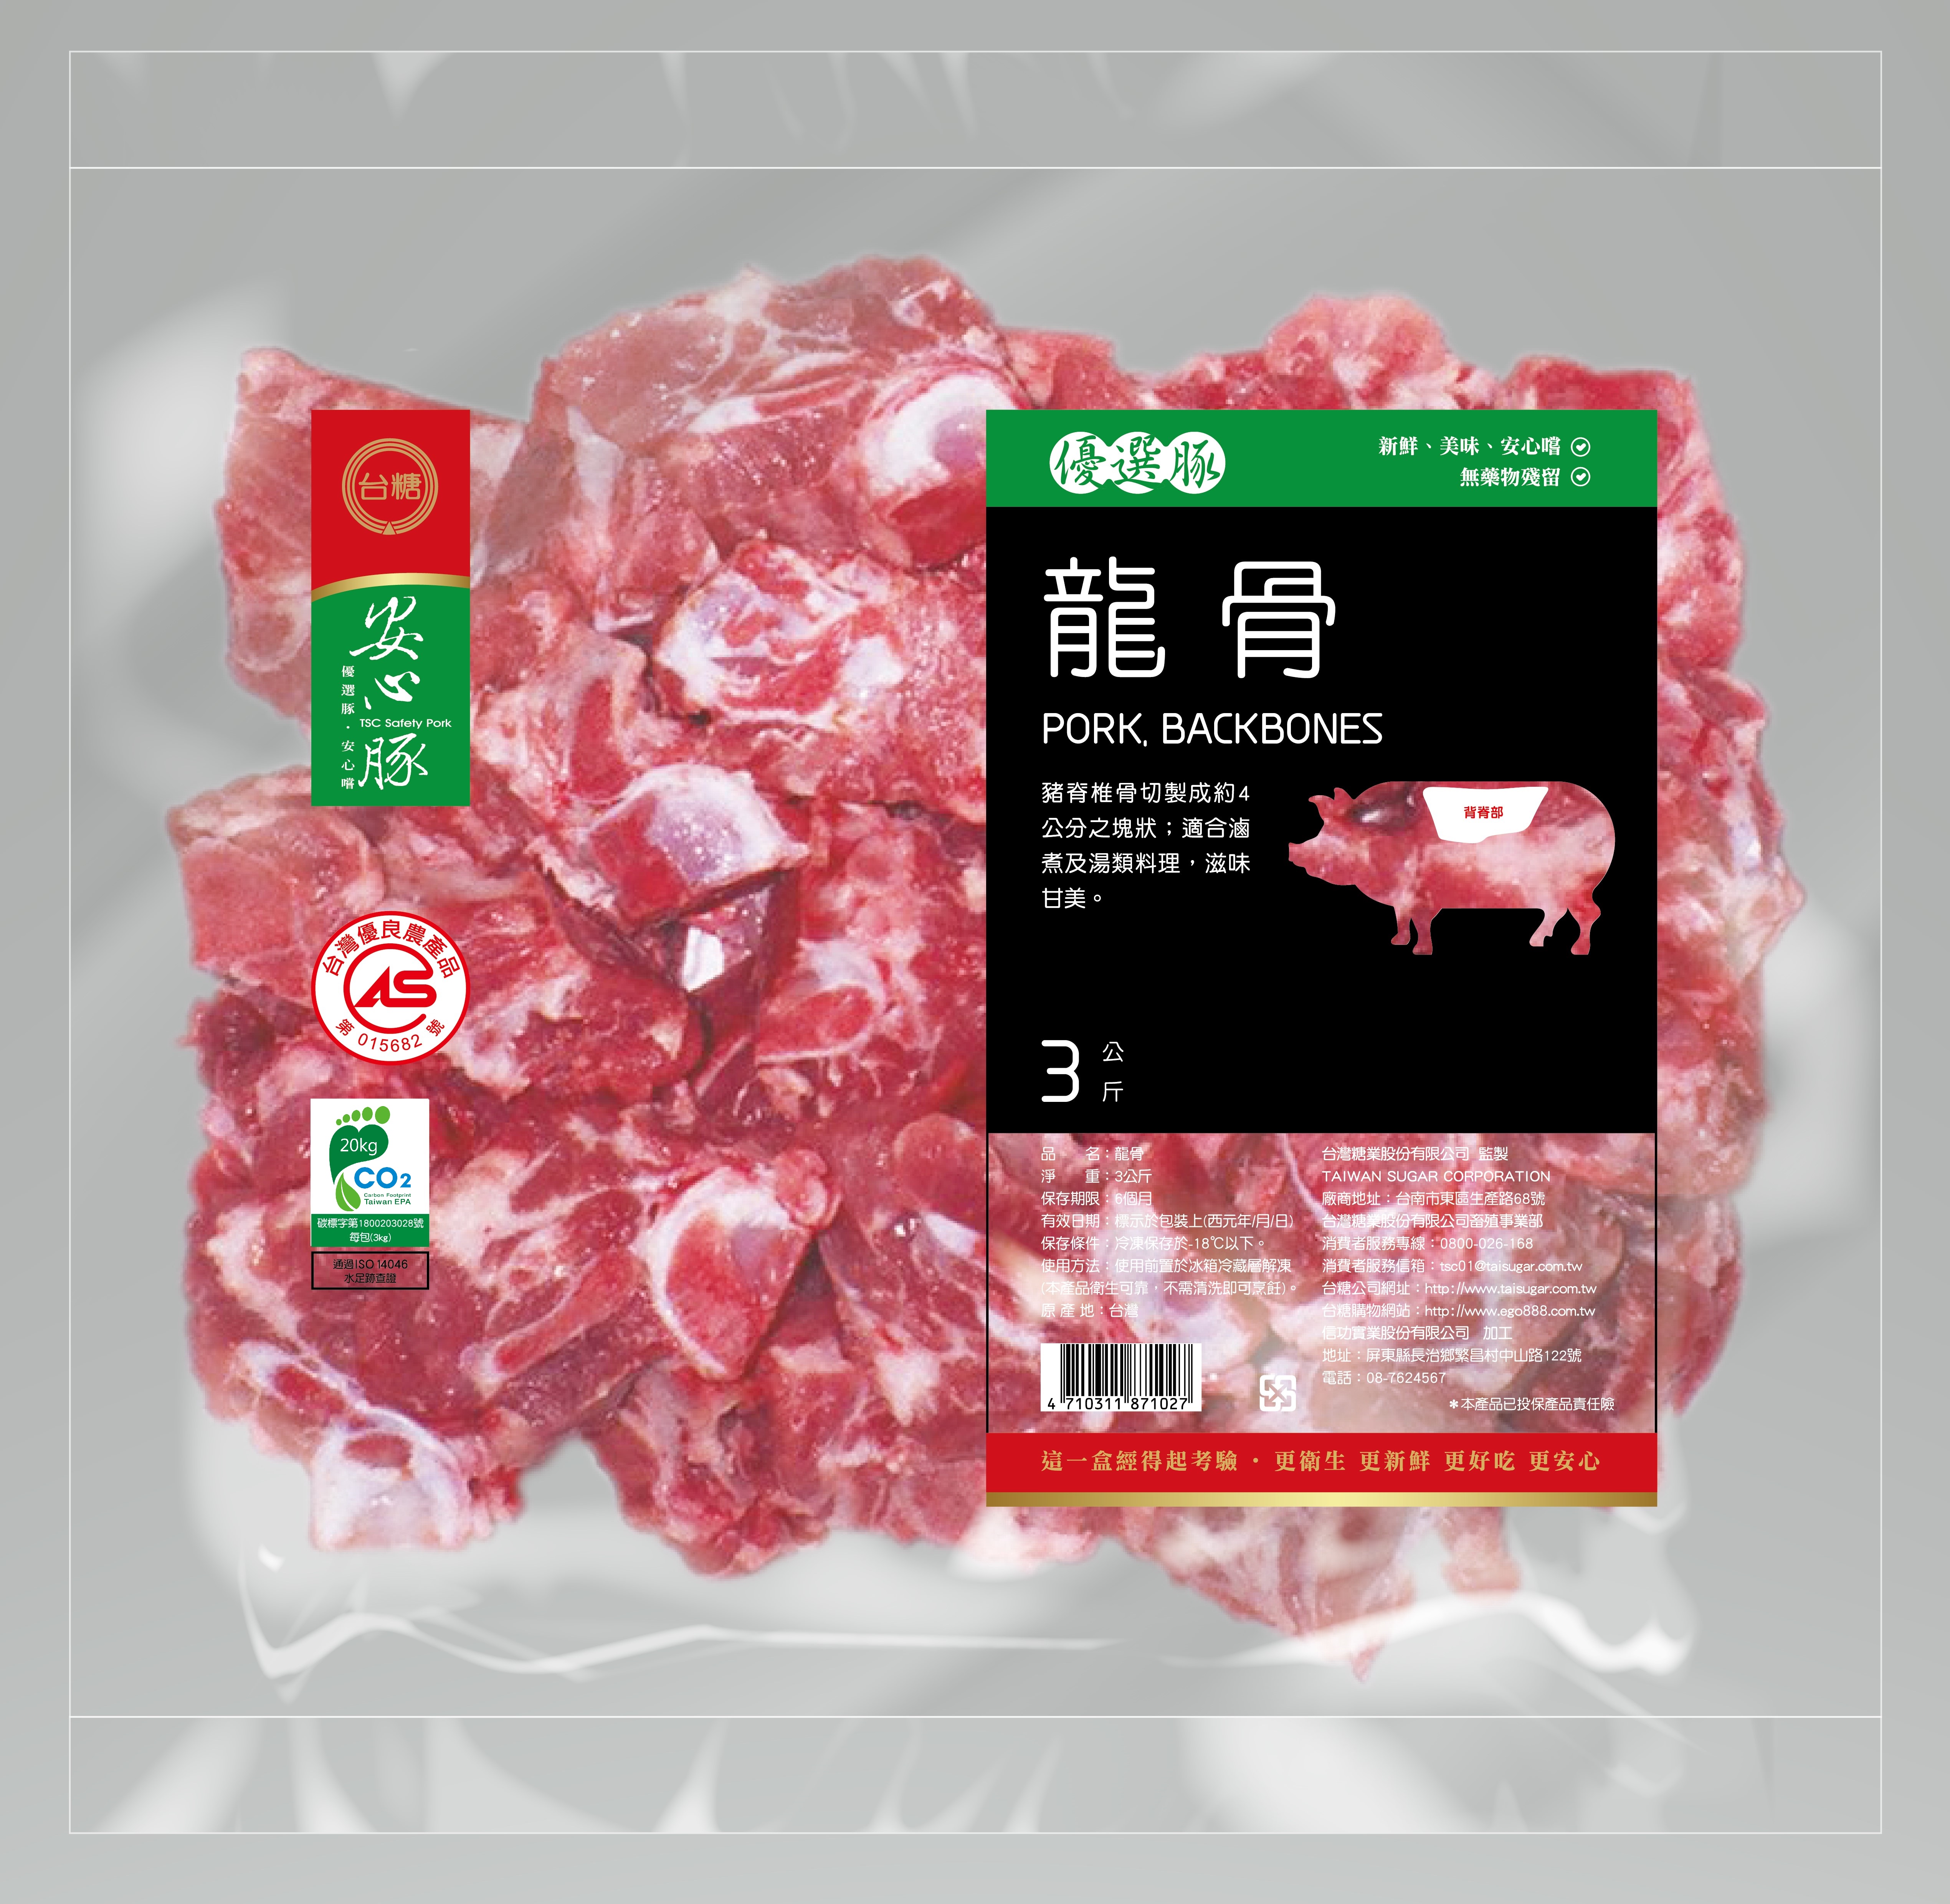 台糖
安心豚
優選豚・安心嚐
TSC Safety Pork
台灣優良農產品
CAS
第 015682 號
20kg
CO2
Carbon Footprint
Taiwan EPA
碳標字第1800203028號
每包(3kg)
通過ISO 14046
水足跡查證
優選豚
新鮮、美味、安心嚐
無藥物殘留
龍骨
PORK, BACKBONES
豬脊椎骨切製成約4
公分之塊狀；適合滷
煮及湯類料理，滋味
甘美。
背脊部
3公斤
品　　名：龍骨
淨　　重：3公斤
保存期限：6個月
有效日期：標示於包裝上(西元年/月/日)
保存條件：冷凍保存於-18℃以下。
使用方法：使用前置於冰箱冷藏層解凍
(本產品衛生可靠，不需清洗即可烹飪)。
原 產 地：台灣
4 710311 871027
台灣糖業股份有限公司 監製
TAIWAN SUGAR CORPORATION
廠商地址：台南市東區生產路68號
台灣糖業股份有限公司畜殖事業部
消費者服務專線：0800-026-168
消費者服務信箱：tsc01@taisugar.com.tw
台糖公司網址：http://www.taisugar.com.tw
台糖購物網站：http://www.ego888.com.tw
信功實業股份有限公司　加工
地址：屏東縣長治鄉繁昌村中山路122號
電話：08-7624567
＊本產品已投保產品責任險
這一盒經得起考驗・更衛生 更新鮮 更好吃 更安心